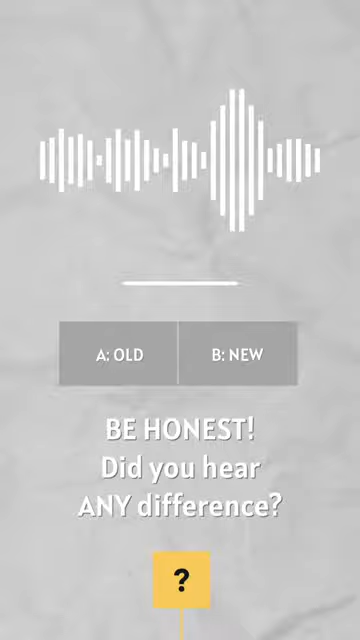 A: OLD
B: NEW
BE HONEST!
Did you hear
ANY difference?
?